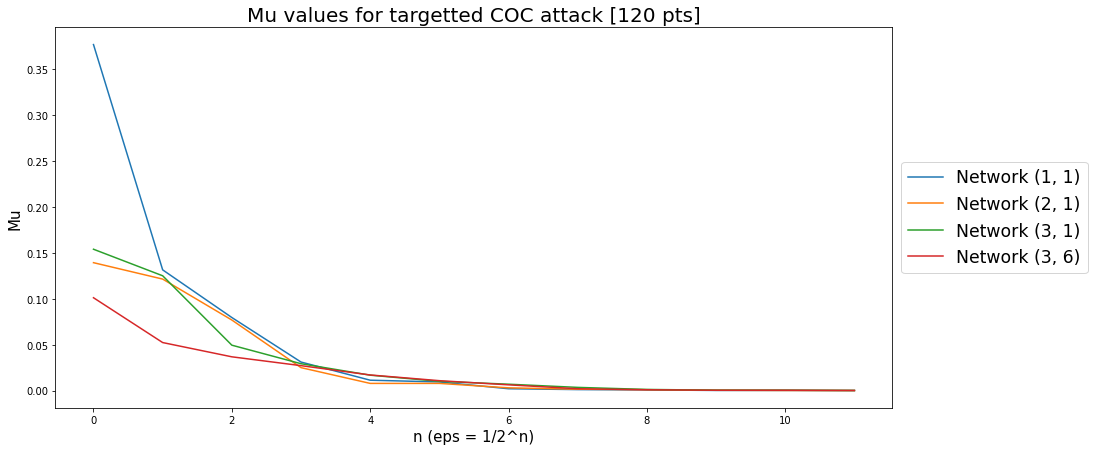 Mu values for targetted COC attack [120 pts]
0.35
0.30
0.25
0.20
0.15
0.10
0.05
0.00
Mu
0 2 4 6 8 10
n (eps = 1/2^n)
Network (1, 1)
Network (2, 1)
Network (3, 1)
Network (3, 6)